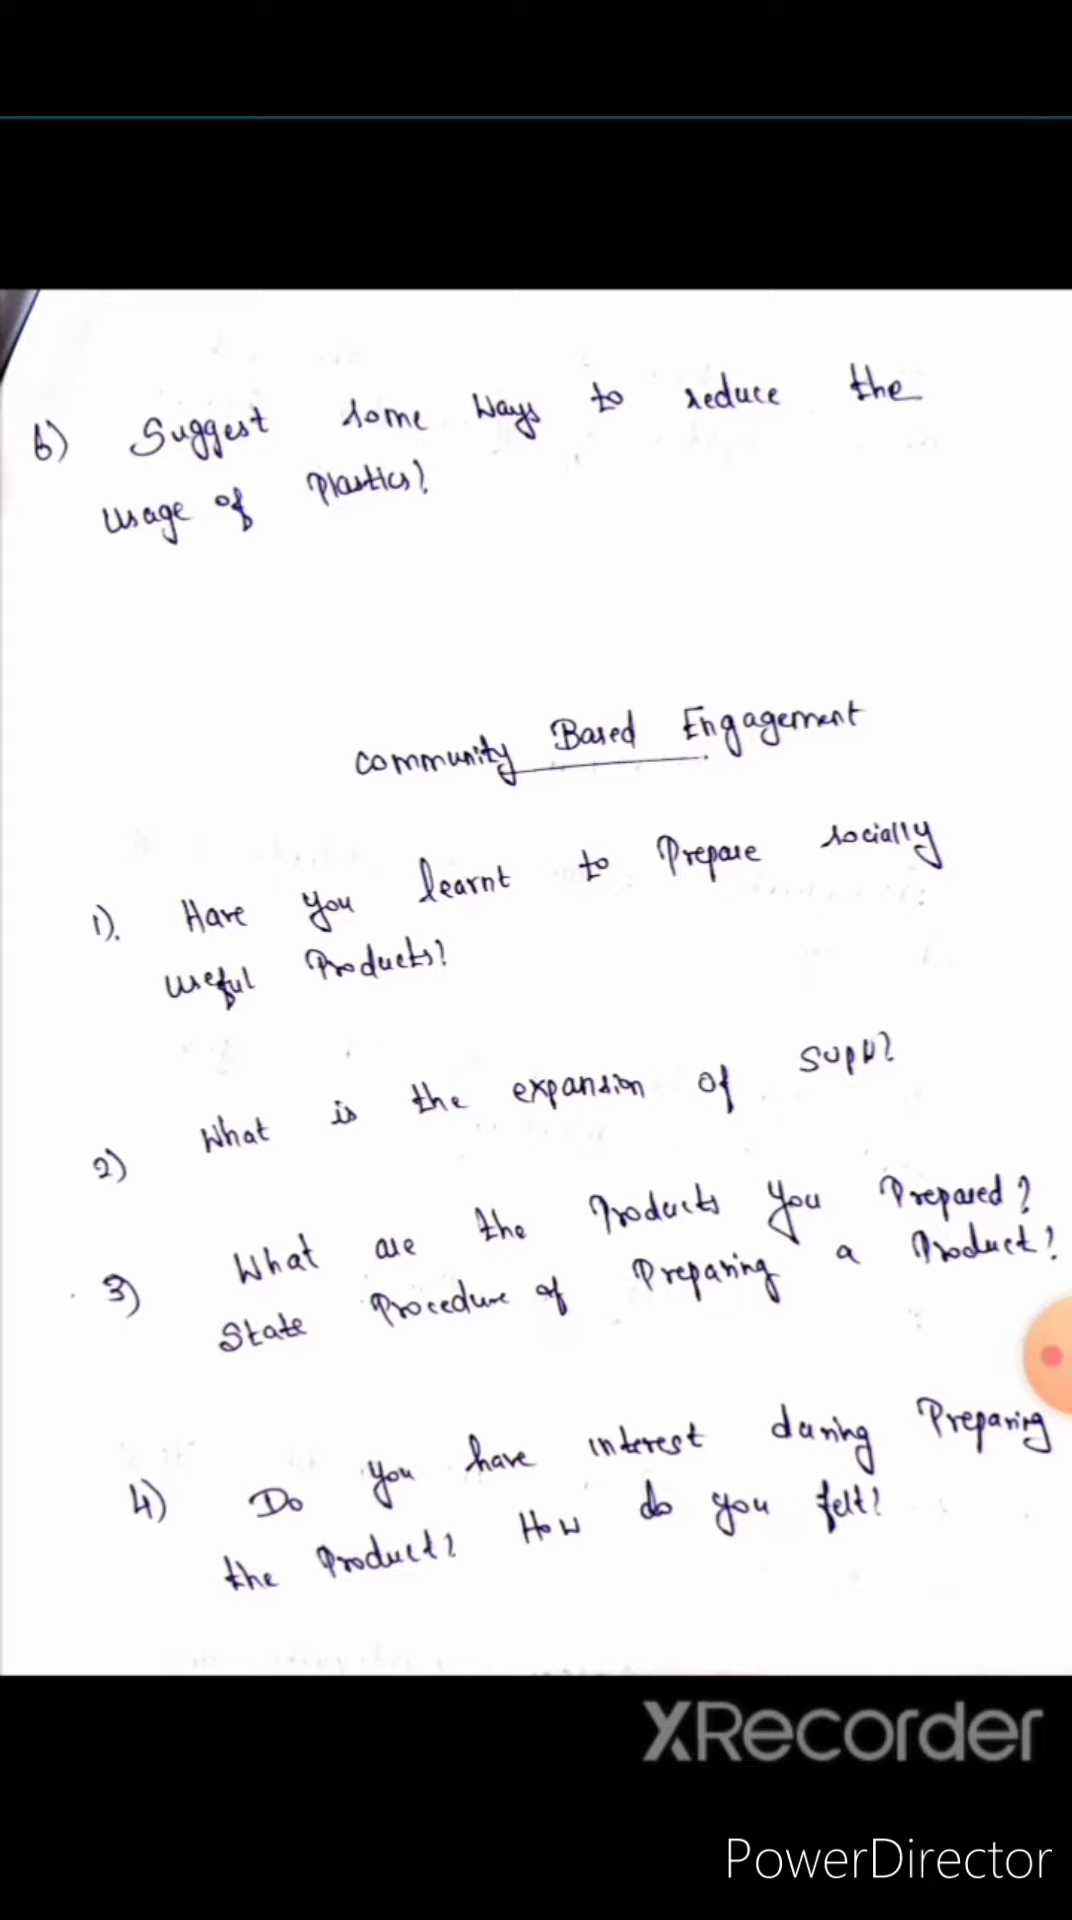 6) Suggest some ways to reduce the
usage of plastics?
Community Based Engagement
1). Have you learnt to Prepare socially
useful Products?
2) What is the expansion of SUPW?
3) What are the Products you Prepared?
State Procedure of Preparing a Product?
4) Do you have interest during Preparing
the Product? How do you felt?
XRecorder
PowerDirector